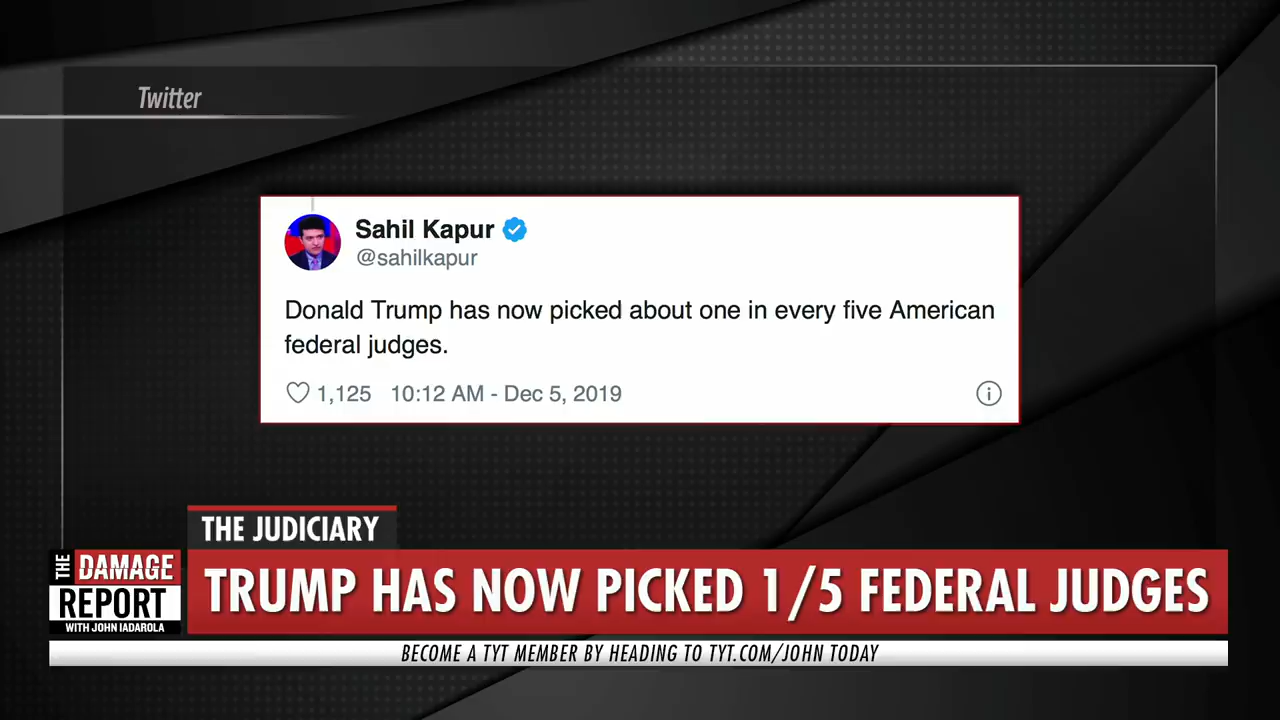 Twitter
Sahil Kapur
@sahilkapur
Donald Trump has now picked about one in every five American
federal judges.
1,125 10:12 AM - Dec 5, 2019
THE JUDICIARY
THE DAMAGE
REPORT
WITH JOHN IADAROLA
TRUMP HAS NOW PICKED 1/5 FEDERAL JUDGES
BECOME A TYT MEMBER BY HEADING TO TYT.COM/JOHN TODAY